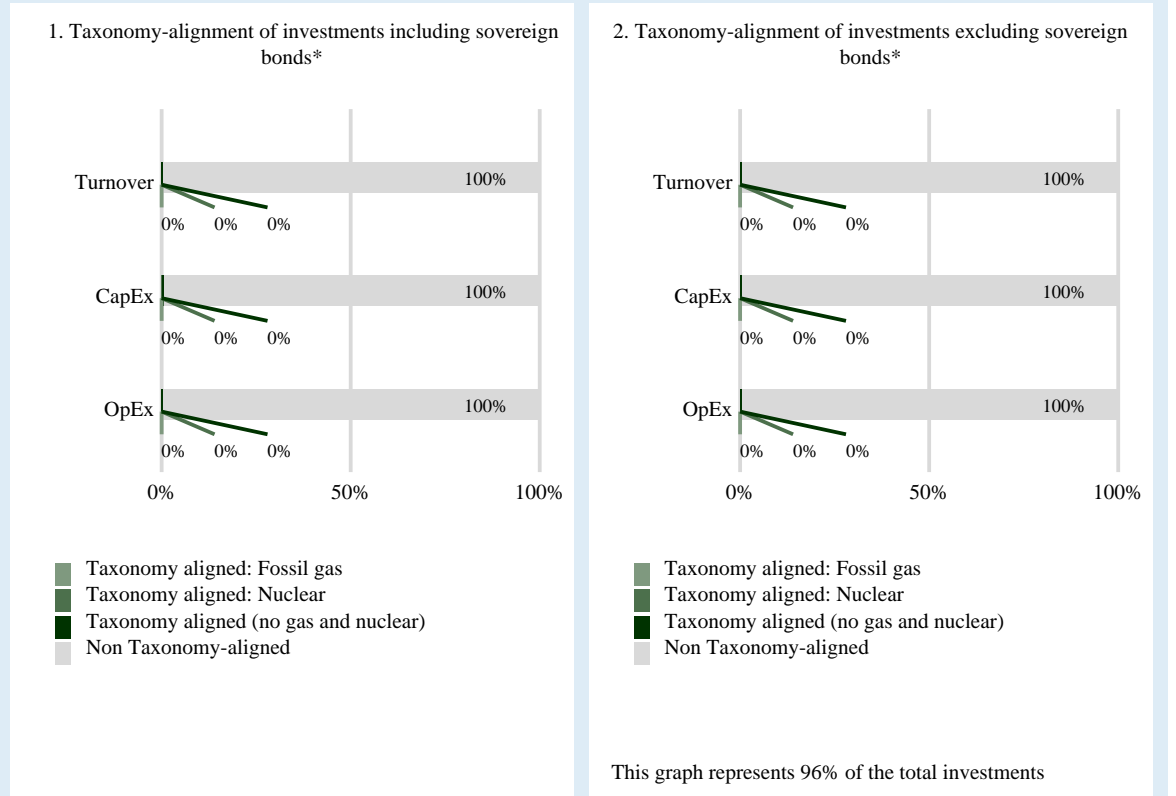 1. Taxonomy-alignment of investments including sovereign
bonds*
Turnover
100%
0% 0% 0%
CapEx
100%
0% 0% 0%
OpEx
100%
0% 0% 0%
0% 50% 100%
Taxonomy aligned: Fossil gas
Taxonomy aligned: Nuclear
Taxonomy aligned (no gas and nuclear)
Non Taxonomy-aligned
2. Taxonomy-alignment of investments excluding sovereign
bonds*
Turnover
100%
0% 0% 0%
CapEx
100%
0% 0% 0%
OpEx
100%
0% 0% 0%
0% 50% 100%
Taxonomy aligned: Fossil gas
Taxonomy aligned: Nuclear
Taxonomy aligned (no gas and nuclear)
Non Taxonomy-aligned
This graph represents 96% of the total investments